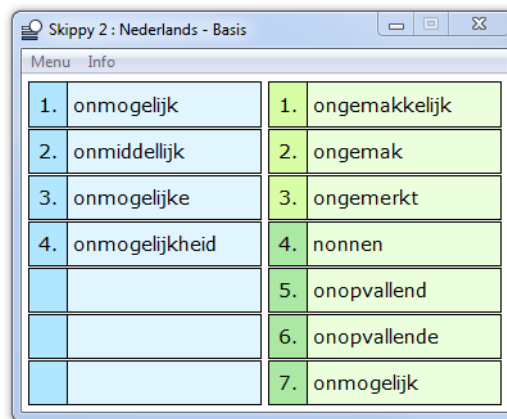 Skippy 2 : Nederlands - Basis
Menu Info
1. onmogelijk
2. onmiddellijk
3. onmogelijke
4. onmogelijkheid
1. ongemakkelijk
2. ongemak
3. ongemerkt
4. nonnen
5. onopvallend
6. onopvallende
7. onmogelijk